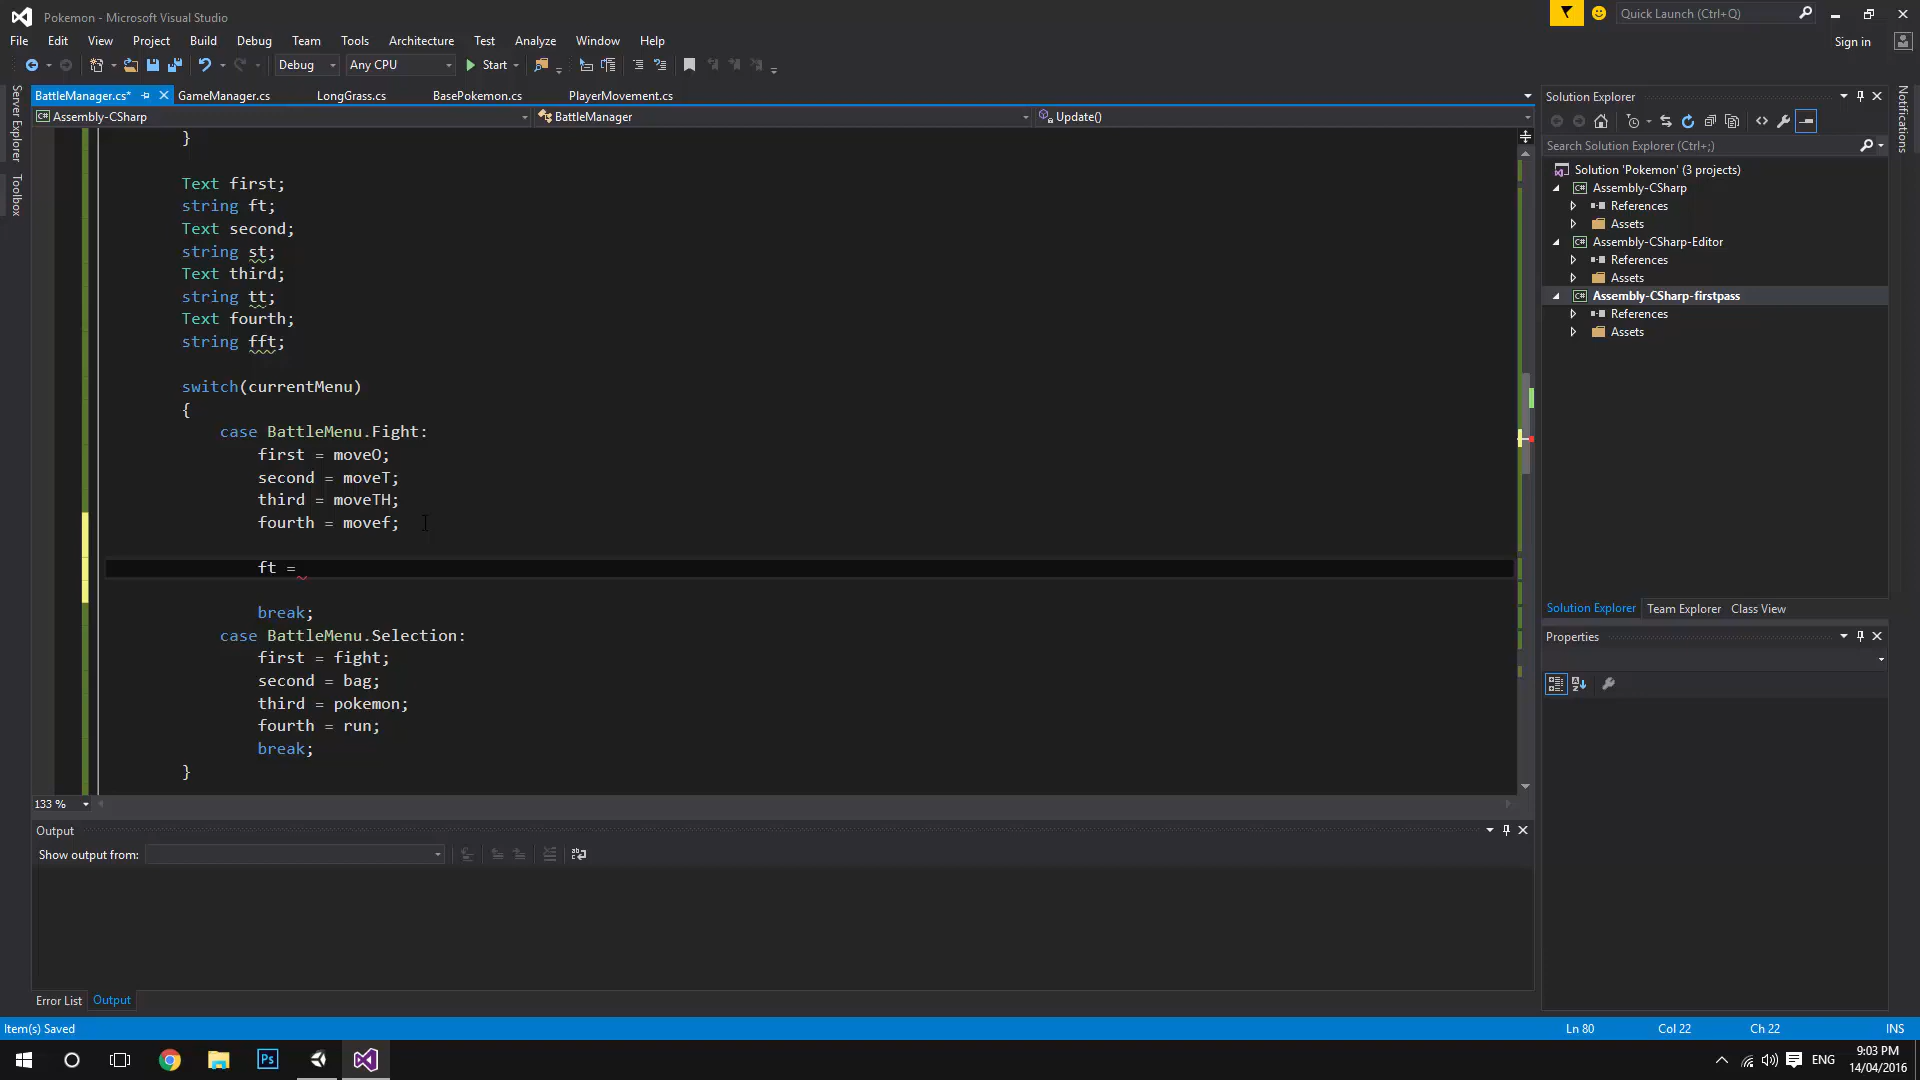 Pokemon - Microsoft Visual Studio
Quick Launch (Ctrl+Q)
File Edit View Project Build Debug Team Tools Architecture Test Analyze Window Help
Sign in
Debug Any CPU Start
BattleManager.cs* GameManager.cs LongGrass.cs BasePokemon.cs PlayerMovement.cs
Assembly-CSharp BattleManager Update()
Server Explorer
Toolbox
}
Text first;
string ft;
Text second;
string st;
Text third;
string tt;
Text fourth;
string fft;
switch(currentMenu)
{
case BattleMenu.Fight:
first = moveO;
second = moveT;
third = moveTH;
fourth = movef;
ft =
break;
case BattleMenu.Selection:
first = fight;
second = bag;
third = pokemon;
fourth = run;
break;
}
133 %
Output
Show output from:
Error List Output
Solution Explorer
Search Solution Explorer (Ctrl+;)
Solution 'Pokemon' (3 projects)
Assembly-CSharp
References
Assets
Assembly-CSharp-Editor
References
Assets
Assembly-CSharp-firstpass
References
Assets
Solution Explorer Team Explorer Class View
Properties
Notifications
Item(s) Saved Ln 80 Col 22 Ch 22 INS
Ps
ENG
9:03 PM
14/04/2016